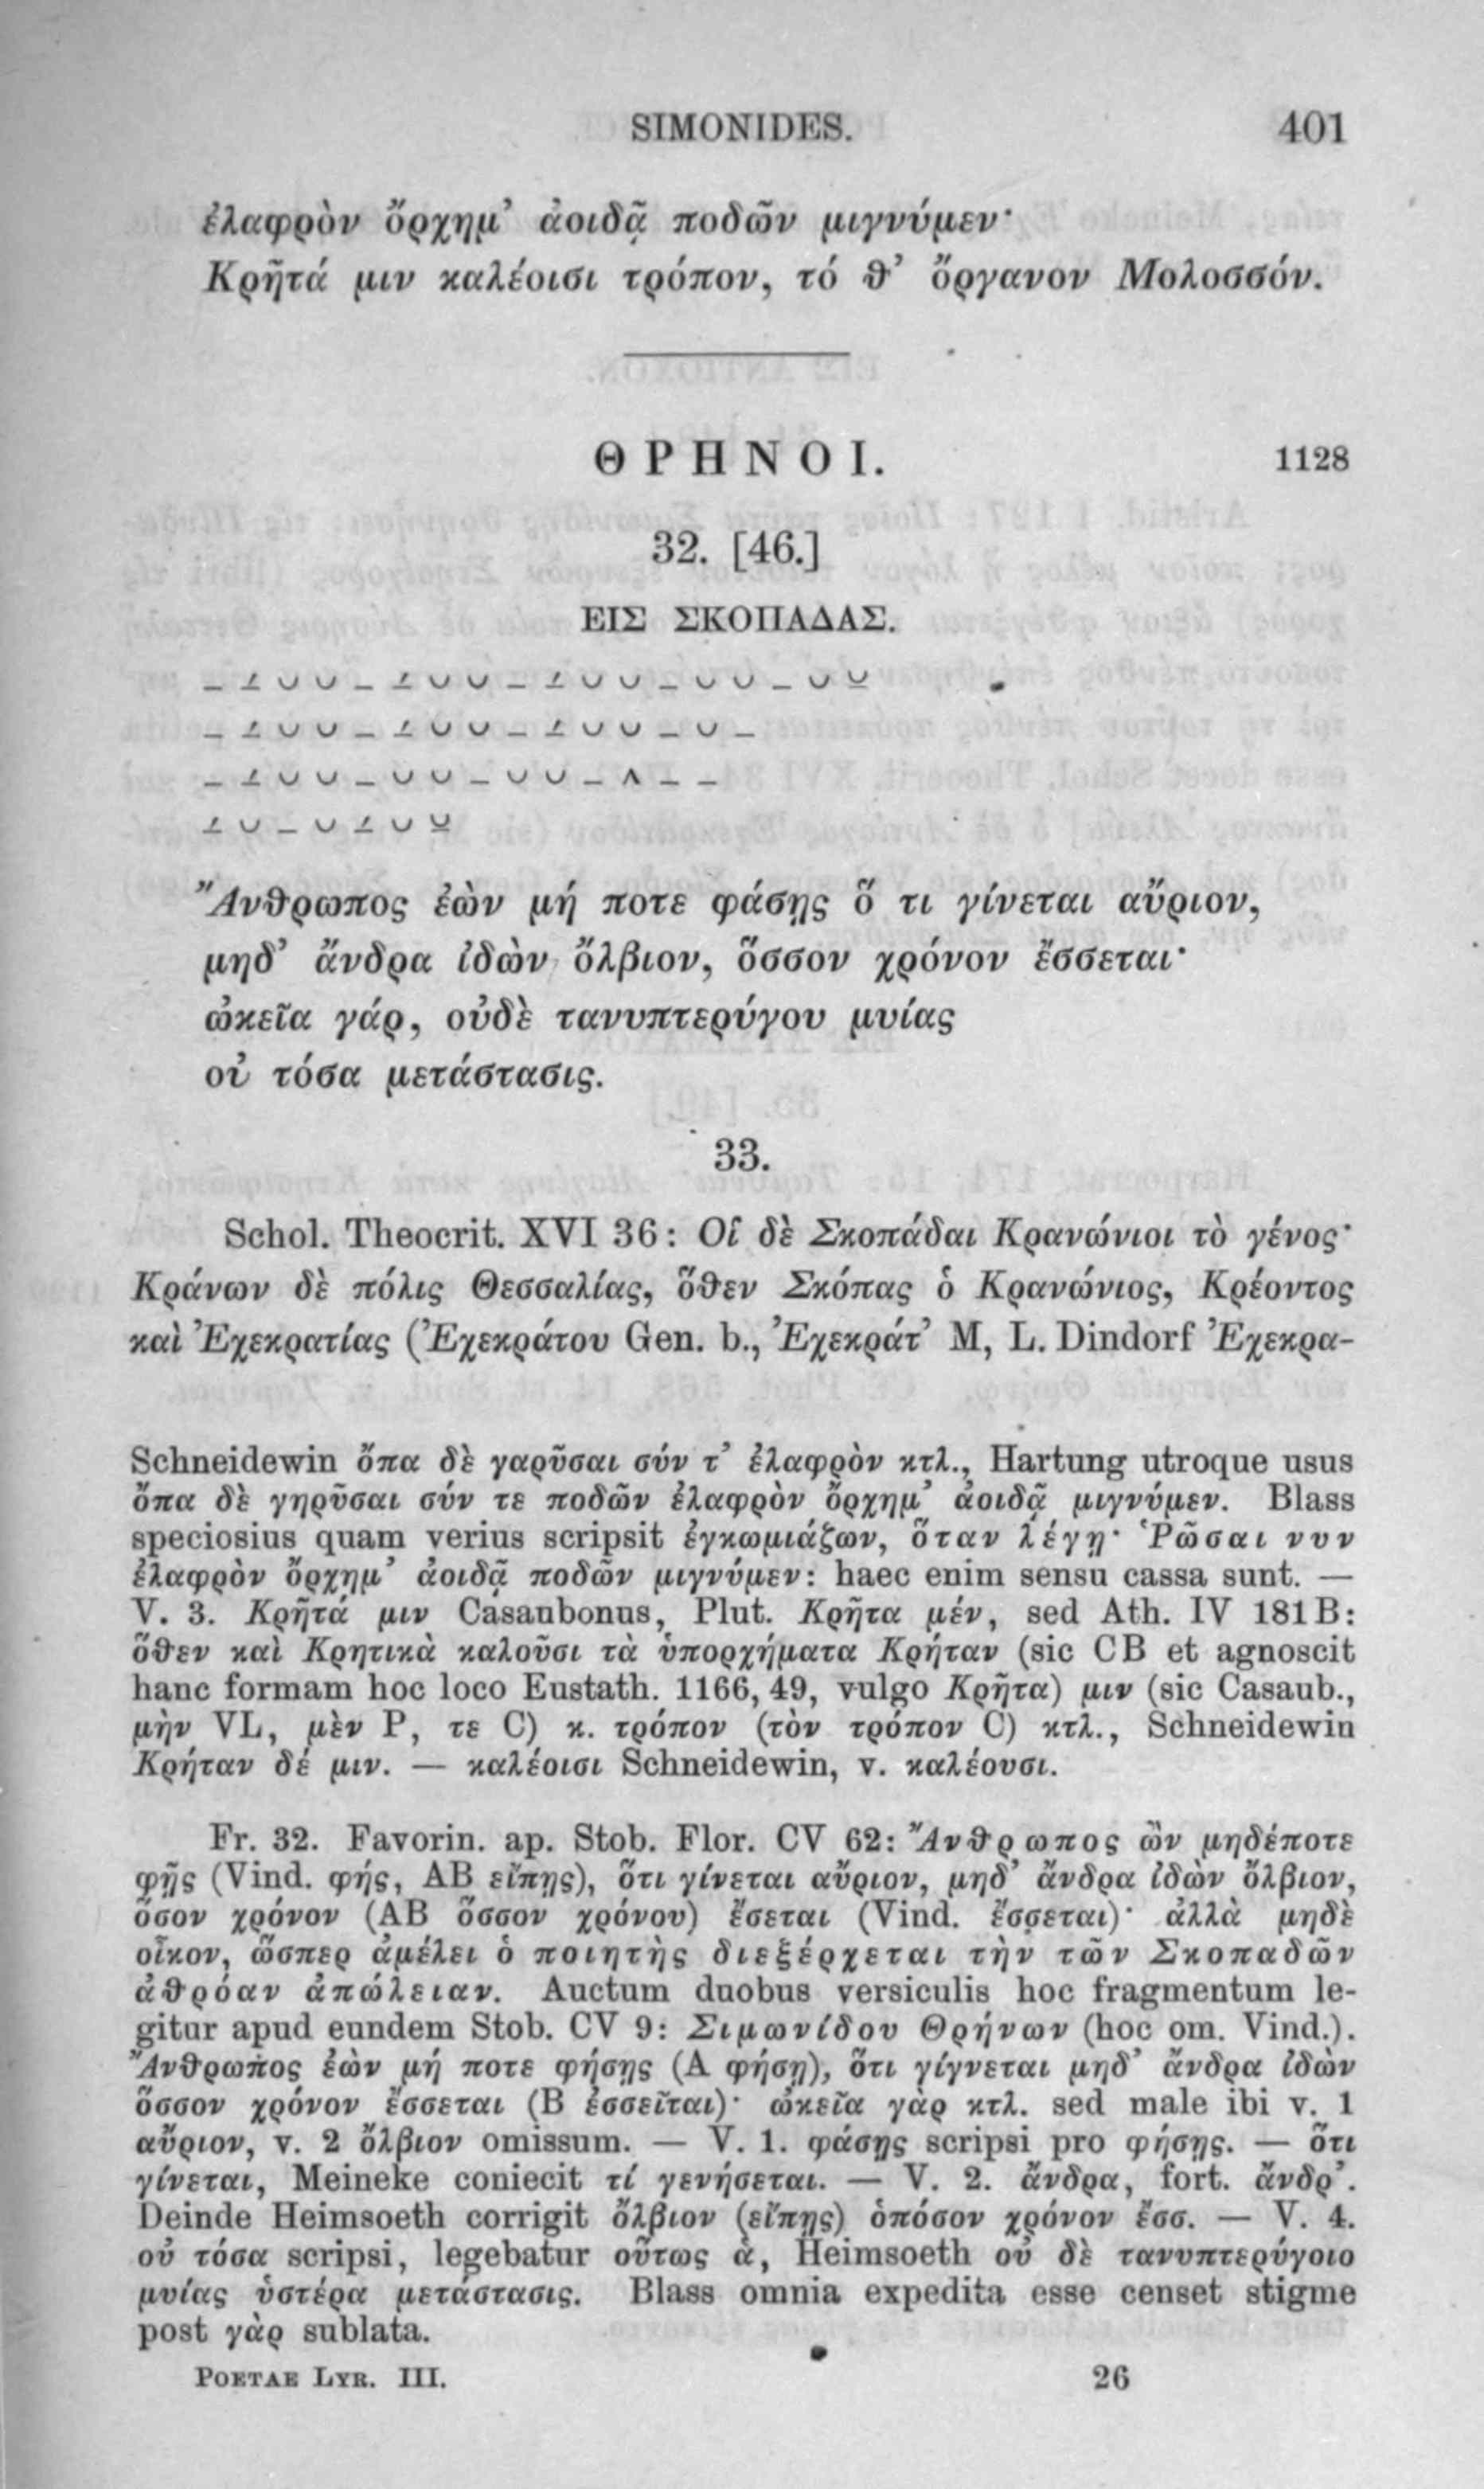 SIMONIDES. 401
ἐλαφρὸν ὄρχημ’ ἀοιδᾷ ποδῶν μιγνύμεν·
Κρῆτά μιν καλέοισι τρόπον, τό θ’ ὄργανον Μολοσσόν.
ΘΡΗΝΟΙ. 1128
32. [46.]
ΕΙΣ ΣΚΟΠΑΔΑΣ.
Ἄνθρωπος ἐὼν μή ποτε φάσῃς ὅ τι γίνεται αὔριον,
μηδ’ ἄνδρα ἰδὼν ὄλβιον, ὅσσον χρόνον ἔσσεται·
ὠκεῖα γάρ, οὐδὲ τανυπτερύγου μυίας
οὐ τόσα μετάστασις.
33.
Schol. Theocrit. XVI 36: Οἱ δὲ Σκοπάδαι Κρανώνιοι τὸ γένος·
Κράνων δὲ πόλις Θεσσαλίας, ὅθεν Σκόπας ὁ Κρανώνιος, Κρέοντος
καὶ Ἐχεκρατίας (Ἐχεκράτου Gen. b., Ἐχεκράτ’ M, L. Dindorf Ἐχεκρα-
Schneidewin ὄπα δὲ γαρῦσαι σύν τ’ ἐλαφρὸν κτλ., Hartung utroque usus
ὄπα δὲ γηρῦσαι σύν τε ποδῶν ἐλαφρὸν ὄρχημ’ ἀοιδᾷ μιγνύμεν. Blass
speciosius quam verius scripsit ἐγκωμιάζων, ὅταν λέγῃ· Ῥῶσαι νυν
ἐλαφρὸν ὄρχημ’ ἀοιδᾷ ποδῶν μιγνύμεν: haec enim sensu cassa sunt. —
V. 3. Κρῆτά μιν Casaubonus, Plut. Κρῆτα μέν, sed Ath. IV 181B:
ὅθεν καὶ Κρητικὰ καλοῦσι τὰ ὑπορχήματα Κρήταν (sic CB et agnoscit
hanc formam hoc loco Eustath. 1166, 49, vulgo Κρῆτα) μιν (sic Casaub.,
μὴν VL, μὲν P, τε C) κ. τρόπον (τὸν τρόπον C) κτλ., Schneidewin
Κρήταν δέ μιν. — καλέοισι Schneidewin, v. καλέουσι.
Fr. 32. Favorin. ap. Stob. Flor. CV 62: Ἄνθρωπος ὢν μηδέποτε
φῇς (Vind. φής, AB εἴπῃς), ὅτι γίνεται αὔριον, μηδ’ ἄνδρα ἰδὼν ὄλβιον,
ὅσον χρόνον (AB ὅσσον χρόνου) ἔσεται (Vind. ἔσσεται)· ἀλλὰ μηδὲ
οἶκον, ὥσπερ ἀμέλει ὁ ποιητὴς διεξέρχεται τὴν τῶν Σκοπαδῶν
ἀθρόαν ἀπώλειαν. Auctum duobus versiculis hoc fragmentum le-
gitur apud eundem Stob. CV 9: Σιμωνίδου Θρήνων (hoc om. Vind.).
Ἄνθρωπος ἐὼν μή ποτε φήσῃς (A φήσῃ), ὅτι γίγνεται μηδ’ ἄνδρα ἰδὼν
ὅσσον χρόνον ἔσσεται (B ἐσσεῖται)· ὠκεῖα γὰρ κτλ. sed male ibi v. 1
αὔριον, v. 2 ὄλβιον omissum. — V. 1. φάσῃς scripsi pro φήσῃς. — ὅτι
γίνεται, Meineke coniecit τί γενήσεται. — V. 2. ἄνδρα, fort. ἄνδρ’.
Deinde Heimsoeth corrigit ὄλβιον (εἴπῃς) ὁπόσον χρόνον ἔσσ. — V. 4.
οὐ τόσα scripsi, legebatur οὕτως ἁ, Heimsoeth οὐ δὲ τανυπτερύγοιο
μυίας ὑστέρα μετάστασις. Blass omnia expedita esse censet stigme
post γὰρ sublata.
POETAE LYR. III. 26